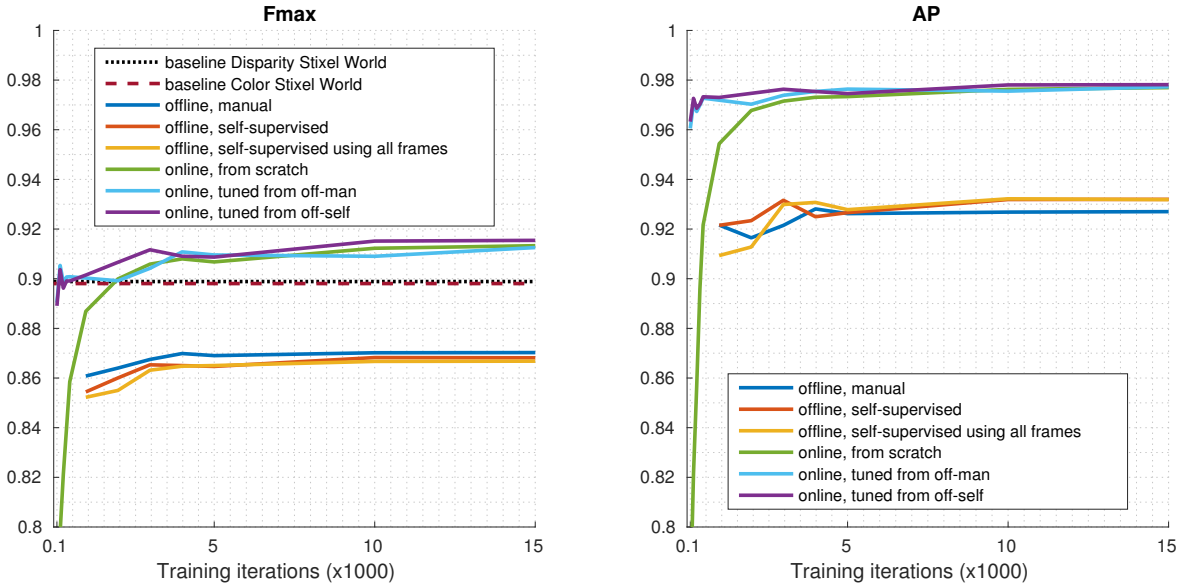 Fmax
1
0.98
0.96
0.94
0.92
0.9
0.88
0.86
0.84
0.82
0.8
baseline Disparity Stixel World
baseline Color Stixel World
offline, manual
offline, self-supervised
offline, self-supervised using all frames
online, from scratch
online, tuned from off-man
online, tuned from off-self
0.1 5 10 15
Training iterations (x1000)
AP
1
0.98
0.96
0.94
0.92
0.9
0.88
0.86
0.84
0.82
0.8
offline, manual
offline, self-supervised
offline, self-supervised using all frames
online, from scratch
online, tuned from off-man
online, tuned from off-self
0.1 5 10 15
Training iterations (x1000)